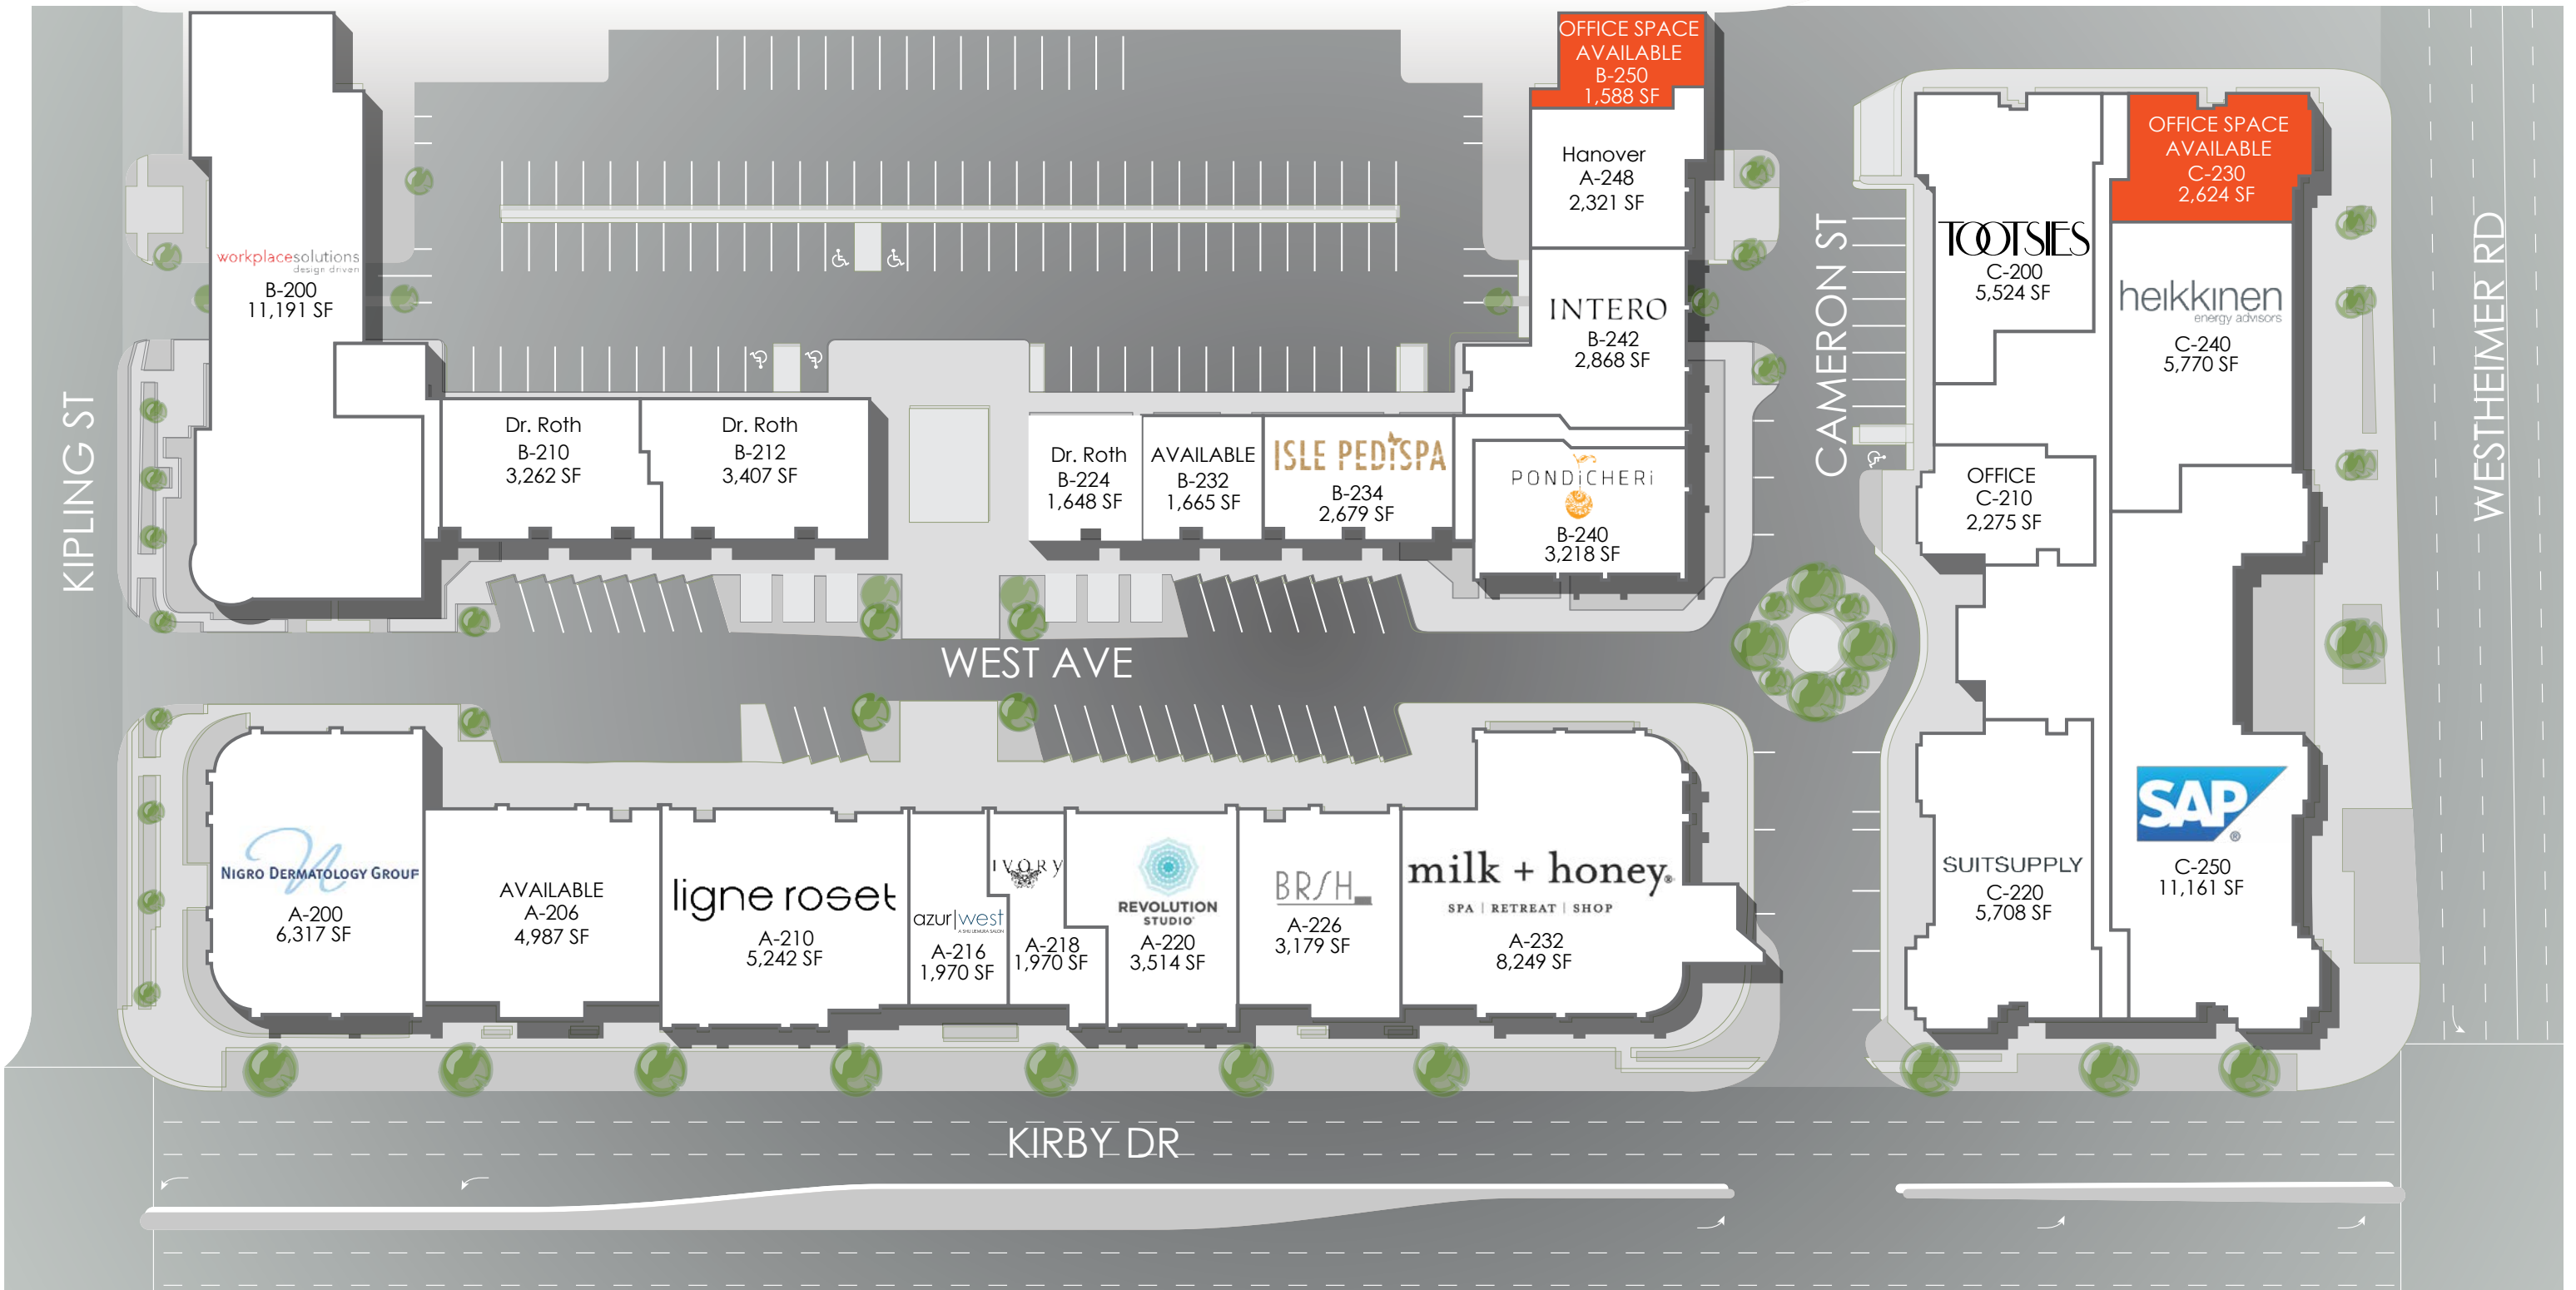 OFFICE SPACE
AVAILABLE
B-250
1,588 SF
Hanover
A-248
2,321 SF
OFFICE SPACE
AVAILABLE
C-230
2,624 SF
workplacesolutions
design driven
B-200
11,191 SF
INTERO
B-242
2,868 SF
TOOTSIES
C-200
5,524 SF
heikkinen
energy advisors
C-240
5,770 SF
KIPLING ST
CAMERON ST
WESTHEIMER RD
Dr. Roth
B-210
3,262 SF
Dr. Roth
B-212
3,407 SF
Dr. Roth
B-224
1,648 SF
AVAILABLE
B-232
1,665 SF
ISLE PEDiSPA
B-234
2,679 SF
PONDiCHERi
B-240
3,218 SF
OFFICE
C-210
2,275 SF
WEST AVE
NIGRO DERMATOLOGY GROUP
A-200
6,317 SF
AVAILABLE
A-206
4,987 SF
ligne roset
A-210
5,242 SF
azur|west
A-216
1,970 SF
IVORY
A-218
1,970 SF
REVOLUTION
STUDIO
A-220
3,514 SF
BRSH
A-226
3,179 SF
milk + honey®
SPA | RETREAT | SHOP
A-232
8,249 SF
SUITSUPPLY
C-220
5,708 SF
SAP®
C-250
11,161 SF
KIRBY DR